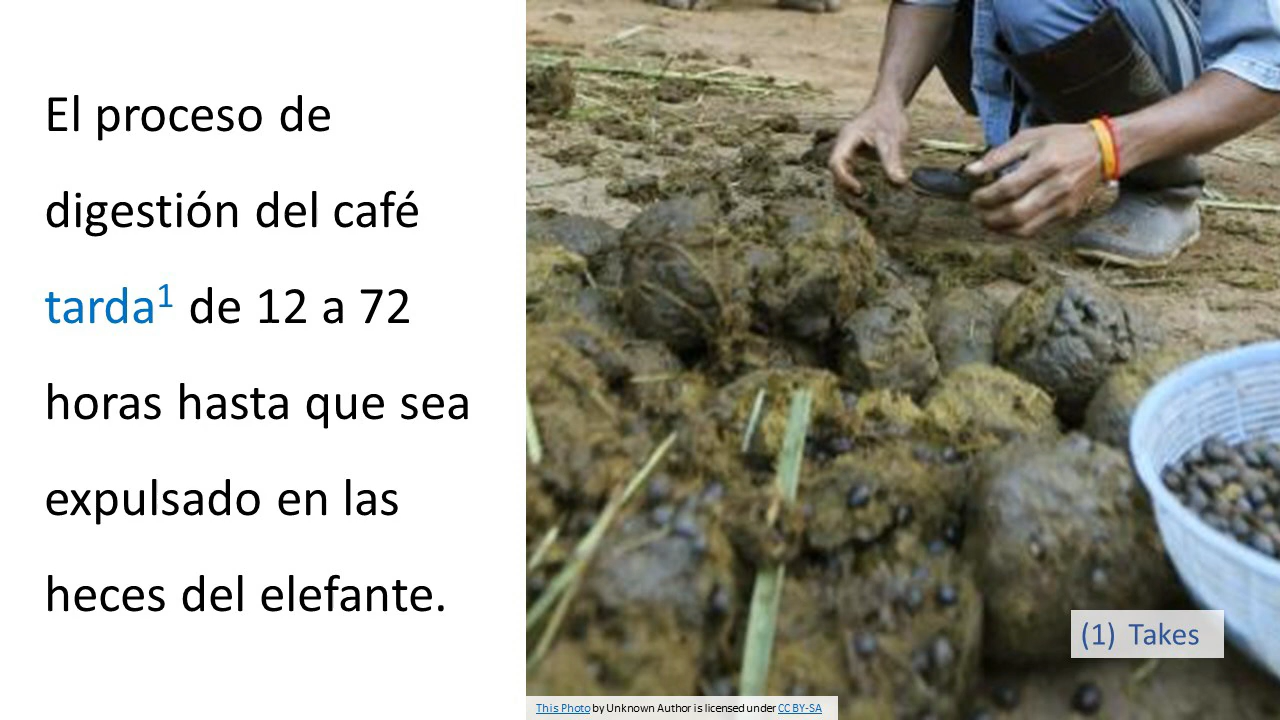 El proceso de
digestión del café
tarda¹ de 12 a 72
horas hasta que sea
expulsado en las
heces del elefante.
(1) Takes
This Photo by Unknown Author is licensed under CC BY-SA